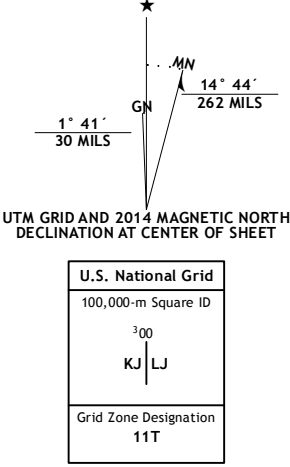 ★
MN
14° 44´
262 MILS
GN
1° 41´
30 MILS
UTM GRID AND 2014 MAGNETIC NORTH
DECLINATION AT CENTER OF SHEET
U.S. National Grid
100,000-m Square ID
³00
KJ LJ
Grid Zone Designation
11T